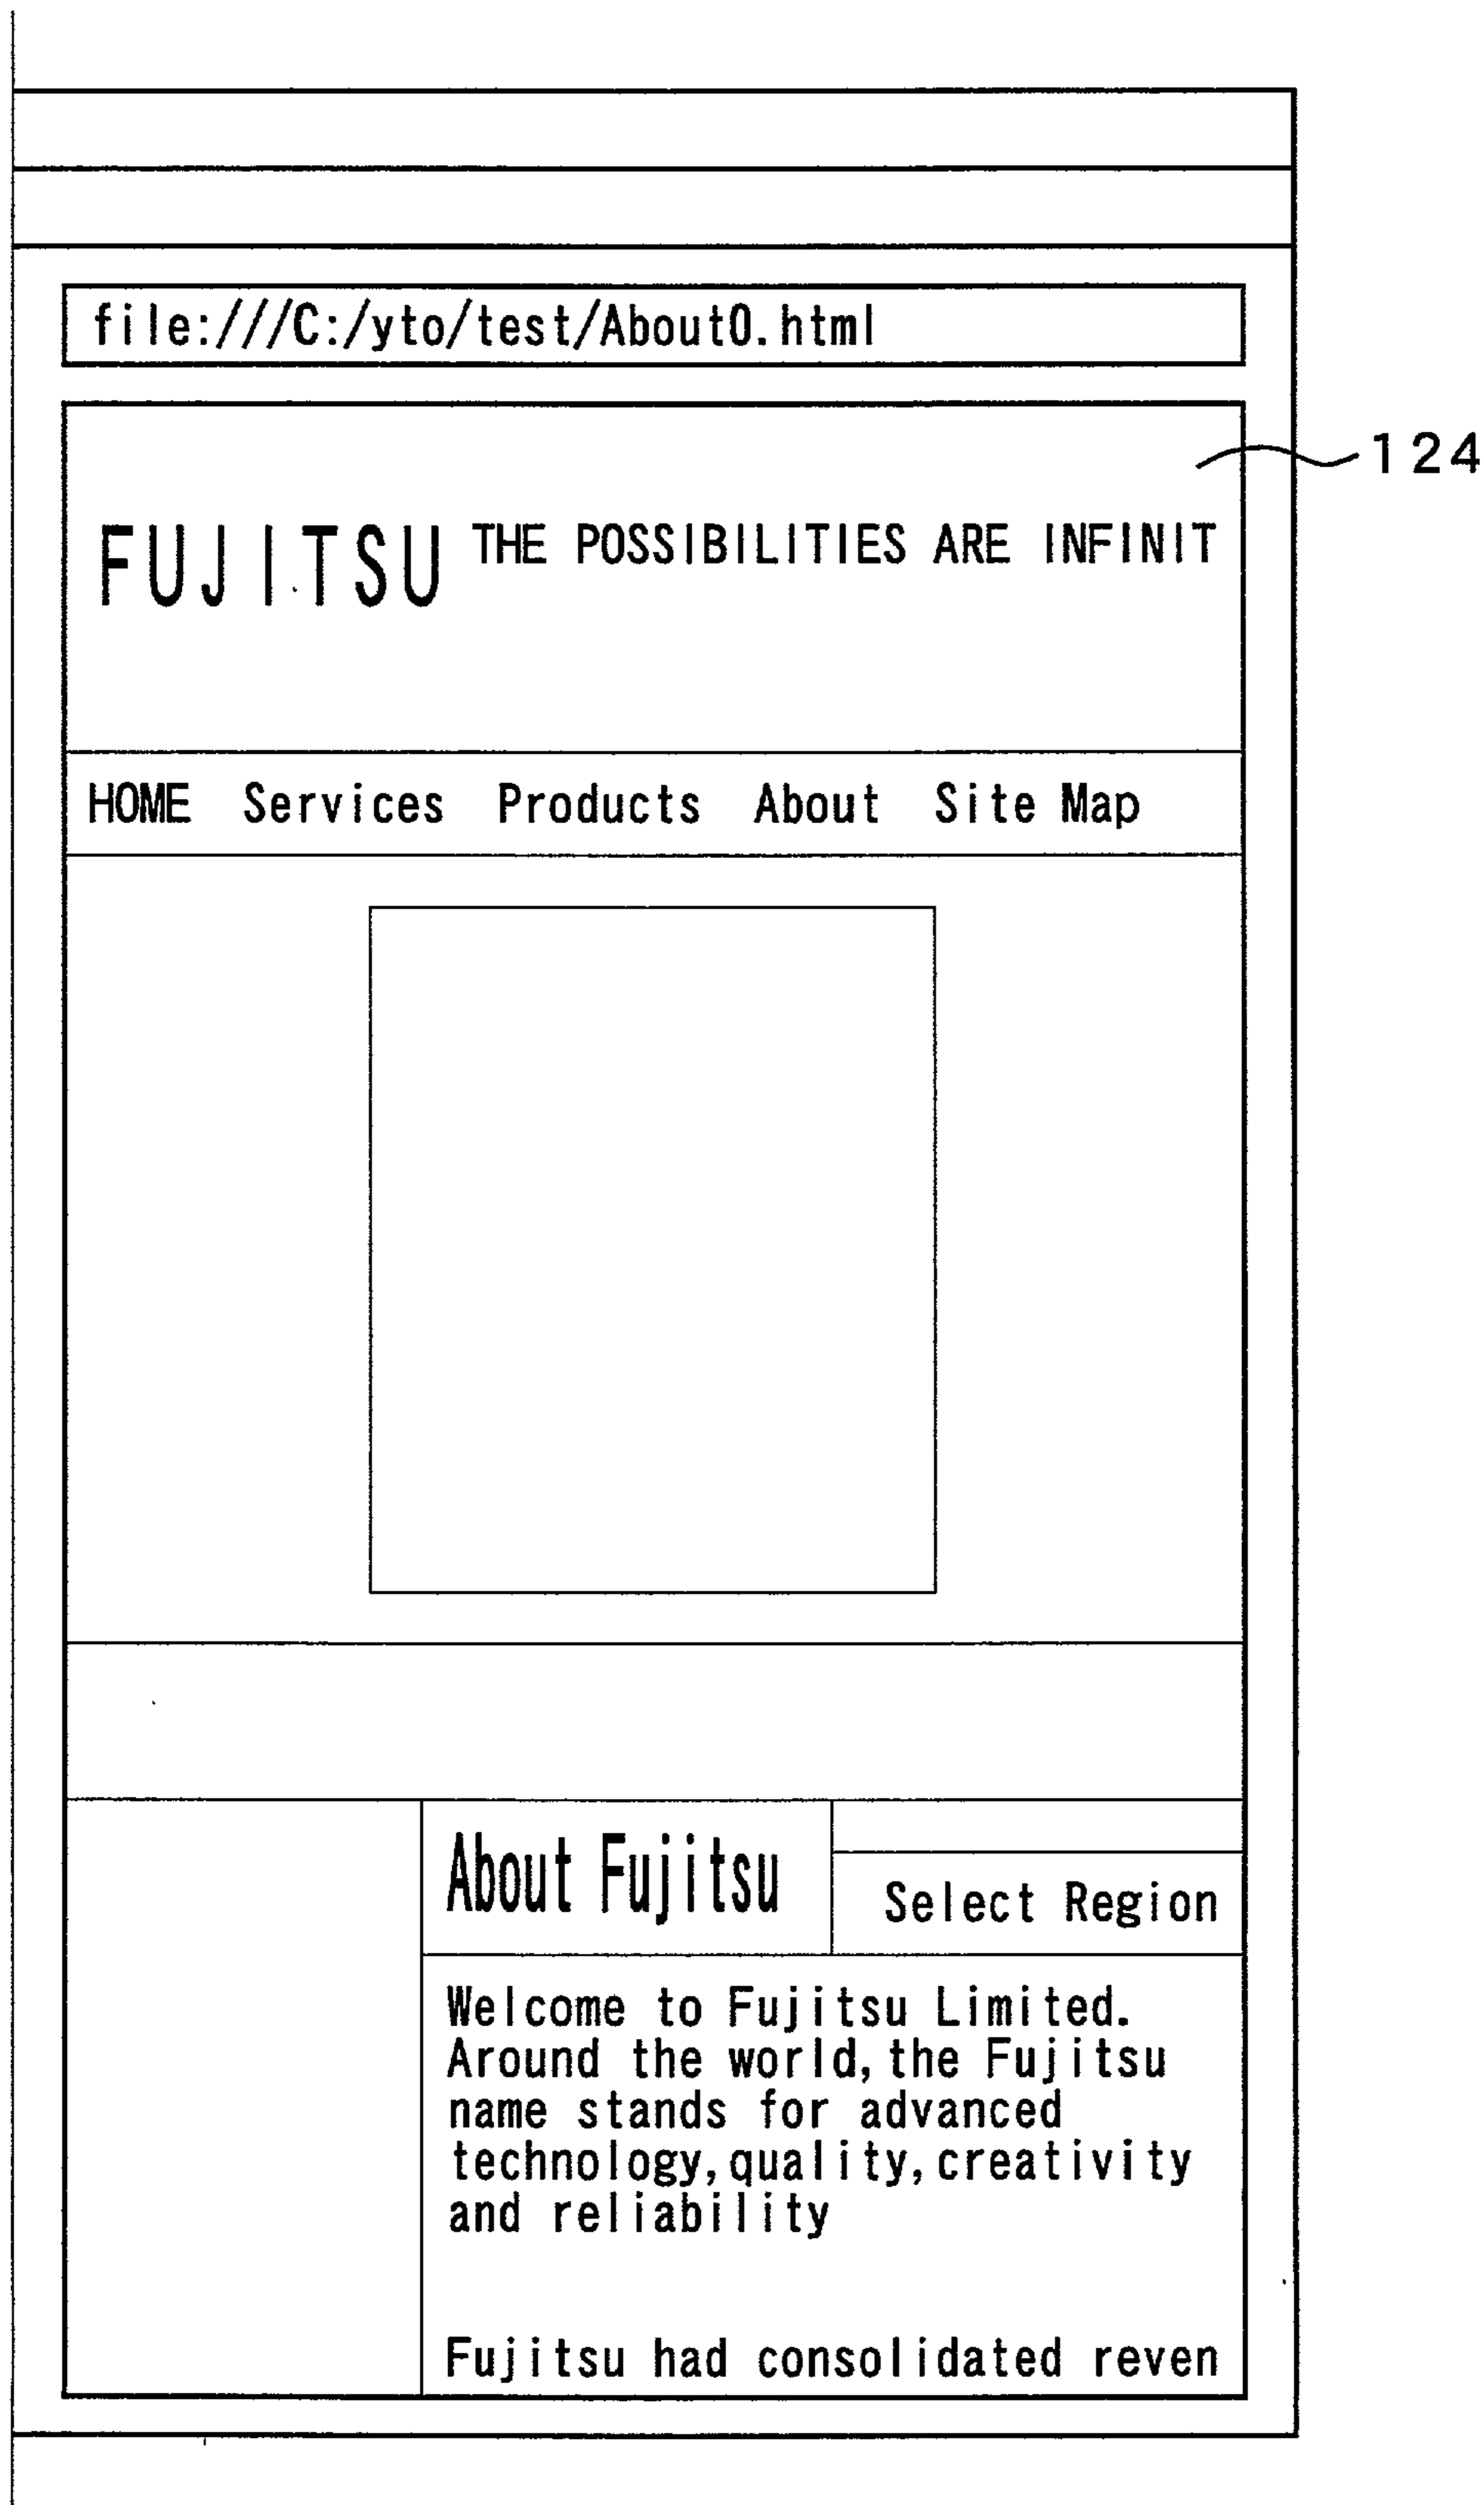 file:///C:/yto/test/About0.html
124
FUJITSU THE POSSIBILITIES ARE INFINIT
HOME Services Products About Site Map
About Fujitsu
Select Region
Welcome to Fujitsu Limited.
Around the world,the Fujitsu
name stands for advanced
technology,quality,creativity
and reliability
Fujitsu had consolidated reven